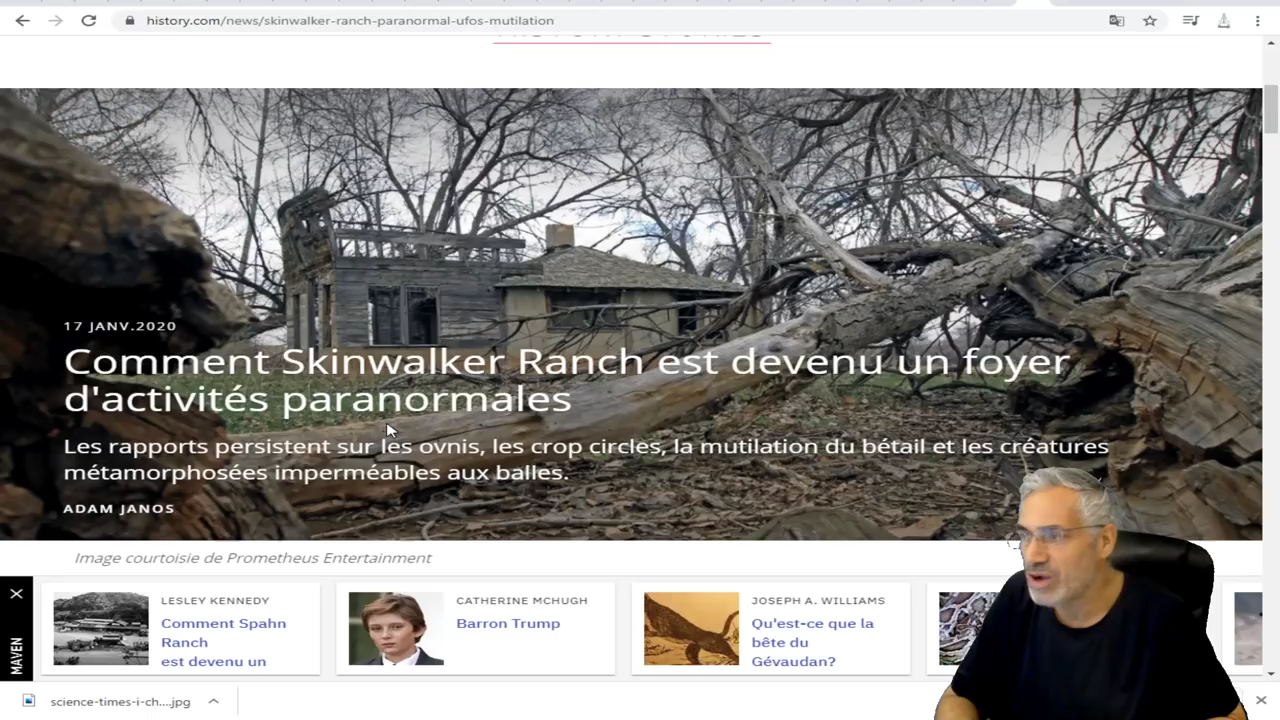 history.com/news/skinwalker-ranch-paranormal-ufos-mutilation
HISTORY STORIES
17 JANV.2020
Comment Skinwalker Ranch est devenu un foyer
d'activités paranormales
Les rapports persistent sur les ovnis, les crop circles, la mutilation du bétail et les créatures
métamorphosées imperméables aux balles.
ADAM JANOS
Image courtoisie de Prometheus Entertainment
X
MAVEN
LESLEY KENNEDY
Comment Spahn
Ranch
est devenu un
CATHERINE MCHUGH
Barron Trump
JOSEPH A. WILLIAMS
Qu'est-ce que la
bête du
Gévaudan?
science-times-i-ch....jpg